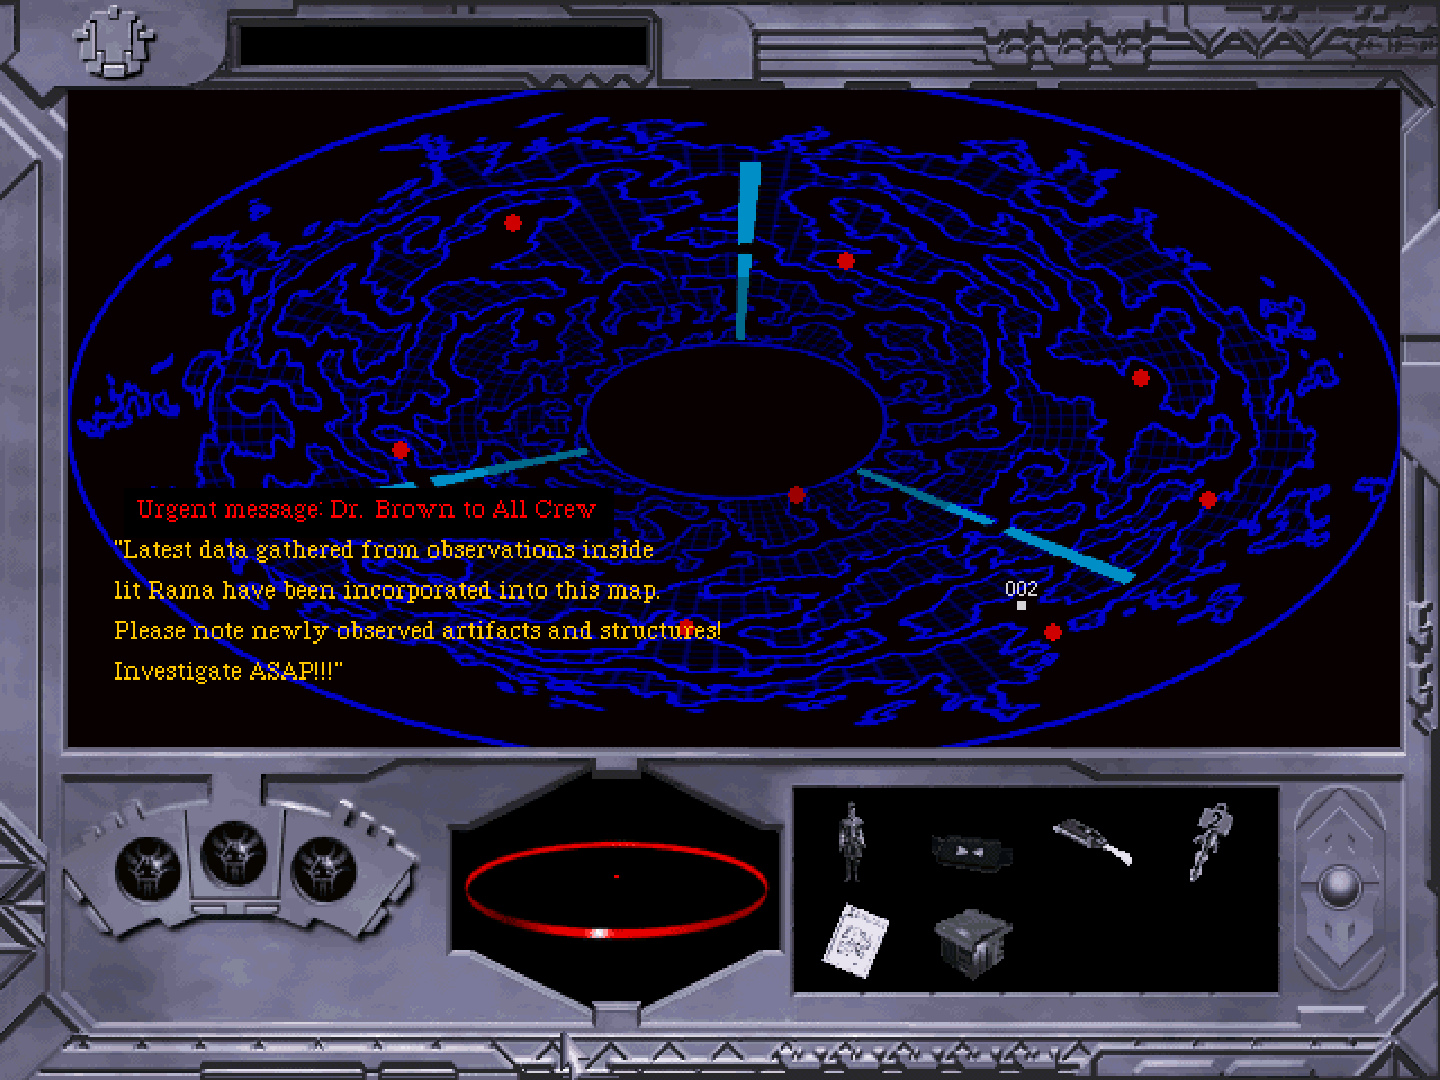 Urgent message: Dr. Brown to All Crew
"Latest data gathered from observations inside
lit Rama have been incorporated into this map.
Please note newly observed artifacts and structures!
Investigate ASAP!!!"
002